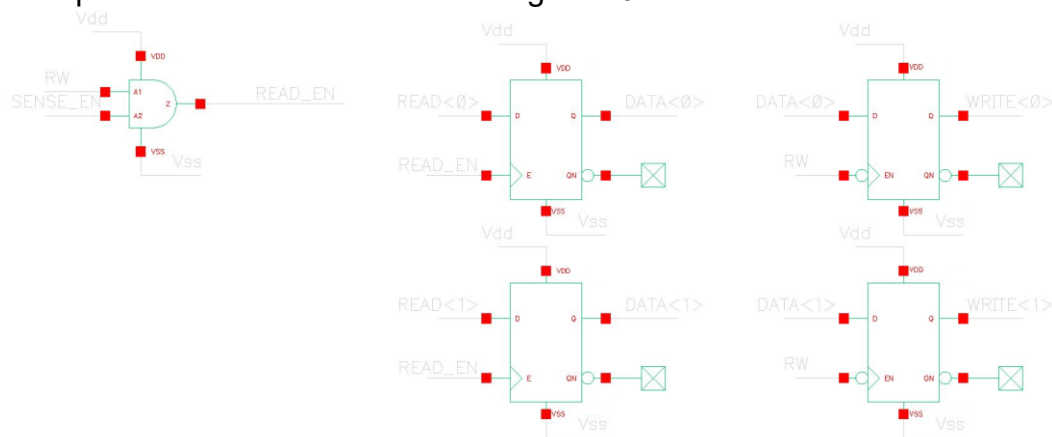 Vdd
VDD
RW
A1
Z
READ_EN
SENSE_EN
A2
VSS
Vss
Vdd
VDD
READ<0>
D
Q
DATA<0>
READ_EN
E
QN
VSS
Vss
Vdd
VDD
DATA<0>
D
Q
WRITE<0>
RW
EN
QN
VSS
Vss
Vdd
VDD
READ<1>
D
Q
DATA<1>
READ_EN
E
QN
VSS
Vss
Vdd
VDD
DATA<1>
D
Q
WRITE<1>
RW
EN
QN
VSS
Vss